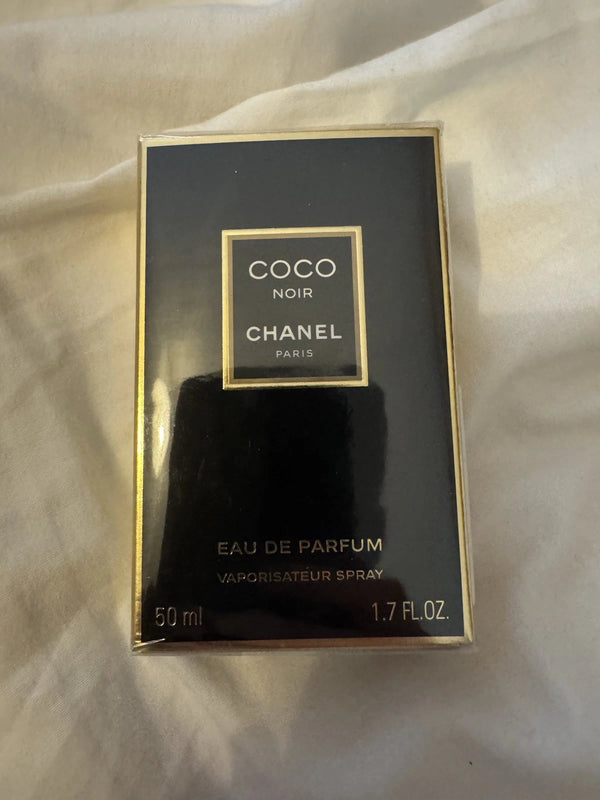 COCO
NOIR
CHANEL
PARIS
EAU DE PARFUM
VAPORISATEUR SPRAY
50 ml 1.7 FL.OZ.